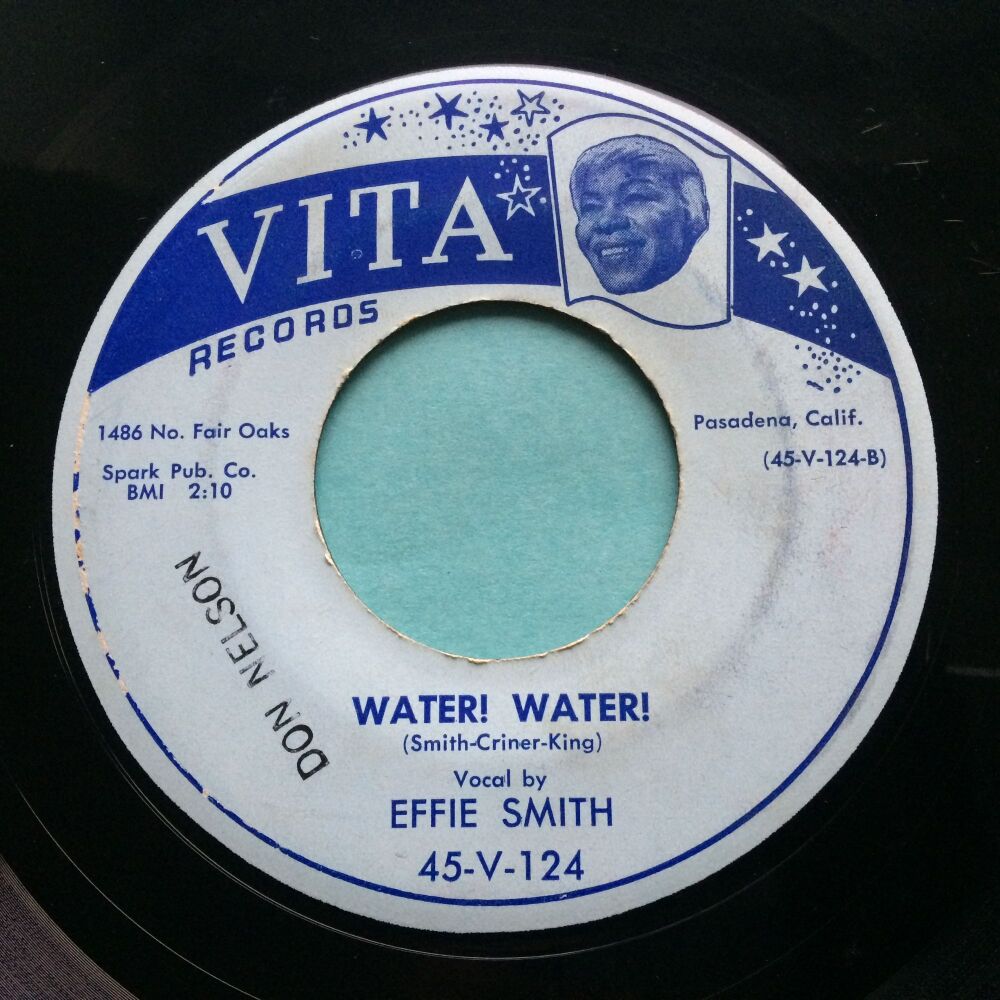 VITA
RECORDS
1486 No. Fair Oaks
Pasadena, Calif.
Spark Pub. Co.
BMI 2:10
(45-V-124-B)
DON NELSON
WATER! WATER!
(Smith-Criner-King)
Vocal by
EFFIE SMITH
45-V-124